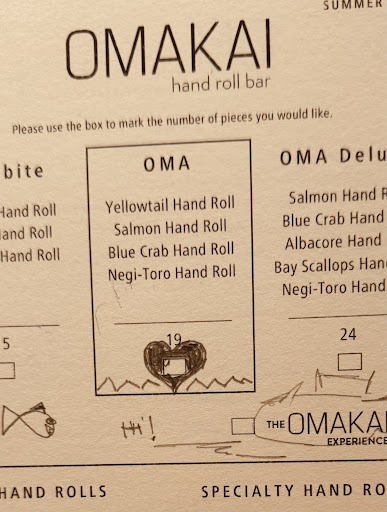 SUMMER
OMAKAI
hand roll bar
Please use the box to mark the number of pieces you would like.
bite
Hand Roll
and Roll
Hand Roll
5
OMA
Yellowtail Hand Roll
Salmon Hand Roll
Blue Crab Hand Roll
Negi-Toro Hand Roll
19
OMA Delu
Salmon Hand R
Blue Crab Hand
Albacore Hand
Bay Scallops Han
Negi-Toro Hand
24
Hi!
THE OMAKAI
EXPERIENCE
HAND ROLLS
SPECIALTY HAND RO